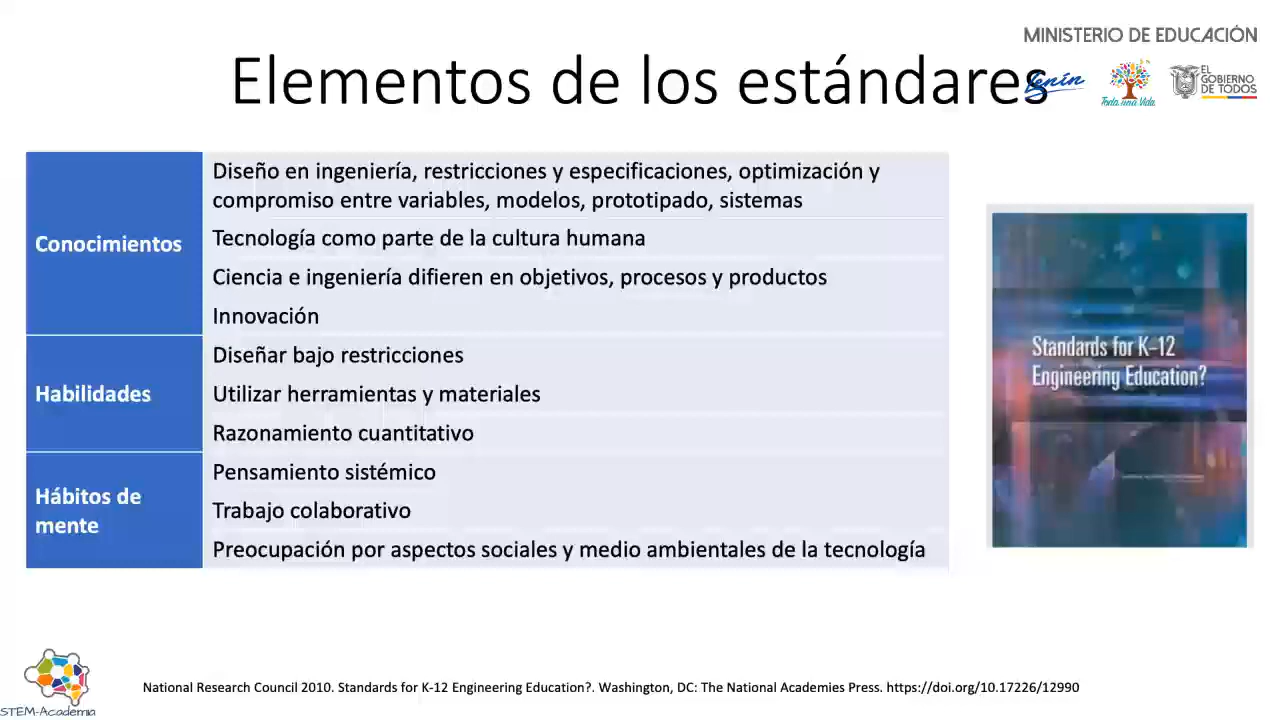 MINISTERIO DE EDUCACIÓN
Elementos de los estándares
Lenín
Toda una Vida
EL
GOBIERNO
DE TODOS
Conocimientos
Diseño en ingeniería, restricciones y especificaciones, optimización y
compromiso entre variables, modelos, prototipado, sistemas
Tecnología como parte de la cultura humana
Ciencia e ingeniería difieren en objetivos, procesos y productos
Innovación
Habilidades
Diseñar bajo restricciones
Utilizar herramientas y materiales
Razonamiento cuantitativo
Hábitos de
mente
Pensamiento sistémico
Trabajo colaborativo
Preocupación por aspectos sociales y medio ambientales de la tecnología
Standards for K–12
Engineering Education?
STEM-Academia
National Research Council 2010. Standards for K-12 Engineering Education?. Washington, DC: The National Academies Press. https://doi.org/10.17226/12990